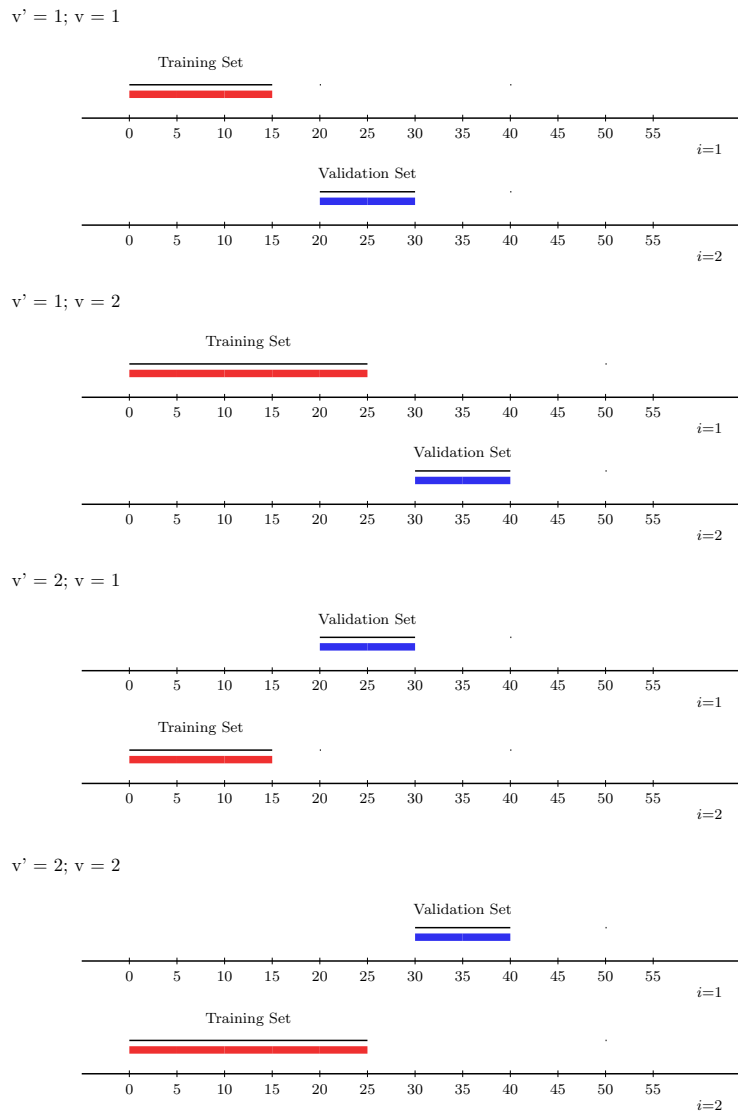 v' = 1; v = 1
Training Set
0 5 10 15 20 25 30 35 40 45 50 55
i=1
Validation Set
0 5 10 15 20 25 30 35 40 45 50 55
i=2
v' = 1; v = 2
Training Set
0 5 10 15 20 25 30 35 40 45 50 55
i=1
Validation Set
0 5 10 15 20 25 30 35 40 45 50 55
i=2
v' = 2; v = 1
Validation Set
0 5 10 15 20 25 30 35 40 45 50 55
i=1
Training Set
0 5 10 15 20 25 30 35 40 45 50 55
i=2
v' = 2; v = 2
Validation Set
0 5 10 15 20 25 30 35 40 45 50 55
i=1
Training Set
0 5 10 15 20 25 30 35 40 45 50 55
i=2